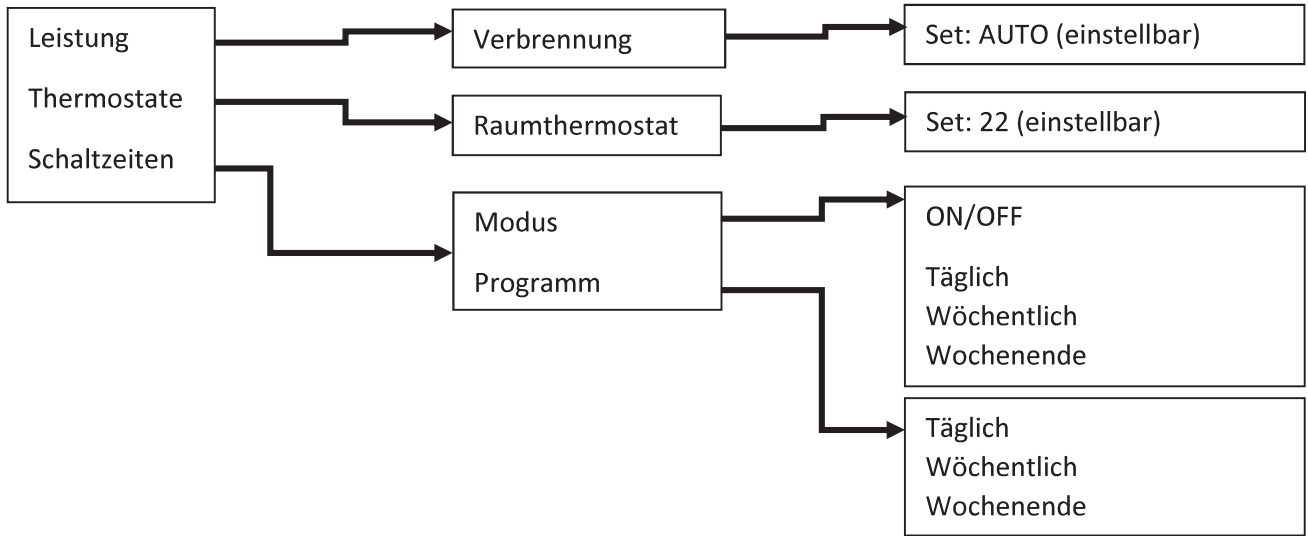 Leistung
Thermostate
Schaltzeiten
Verbrennung
Raumthermostat
Modus
Programm
Set: AUTO (einstellbar)
Set: 22 (einstellbar)
ON/OFF
Täglich
Wöchentlich
Wochenende
Täglich
Wöchentlich
Wochenende